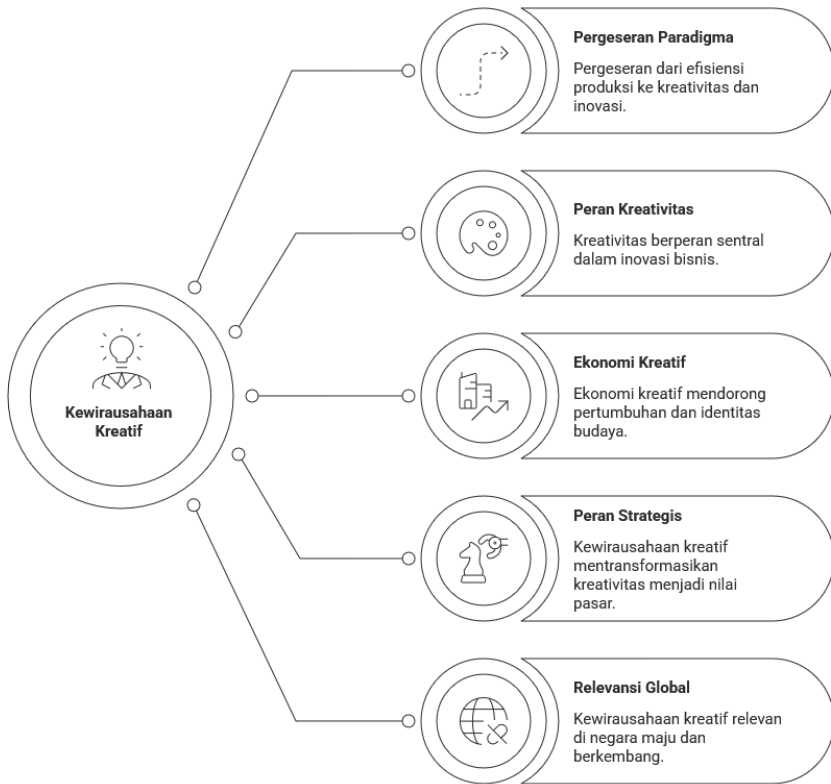 Pergeseran Paradigma
Pergeseran dari efisiensi
produksi ke kreativitas dan
inovasi.
Peran Kreativitas
Kreativitas berperan sentral
dalam inovasi bisnis.
Kewirausahaan
Kreatif
Ekonomi Kreatif
Ekonomi kreatif mendorong
pertumbuhan dan identitas
budaya.
Peran Strategis
Kewirausahaan kreatif
mentransformasikan
kreativitas menjadi nilai
pasar.
Relevansi Global
Kewirausahaan kreatif relevan
di negara maju dan
berkembang.